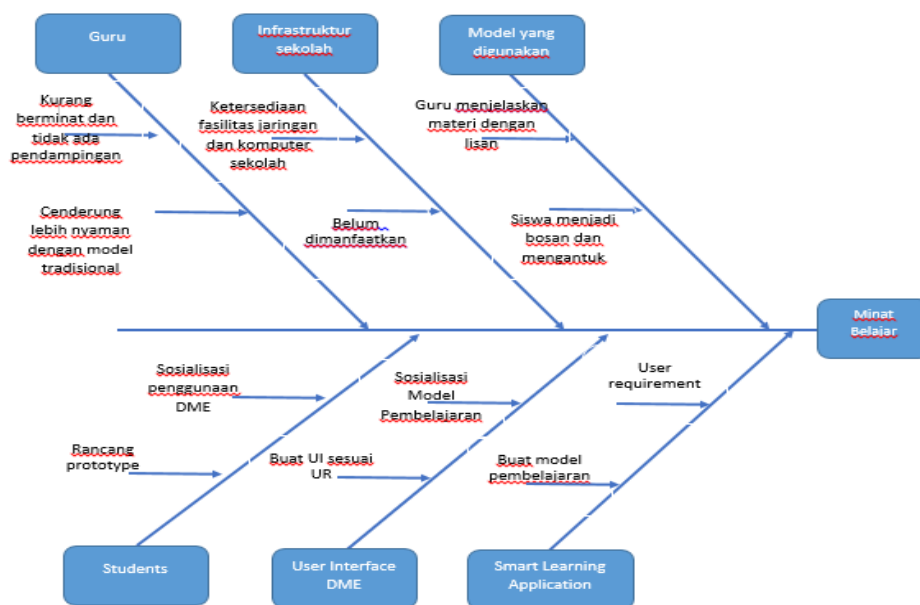 Guru
Infrastruktur
sekolah
Model yang
digunakan
Kurang
berminat dan
tidak ada
pendampingan
Ketersediaan
fasilitas jaringan
dan komputer
sekolah
Guru menjelaskan
materi dengan
lisan
Cenderung
lebih nyaman
dengan model
tradisional
Belum
dimanfaatkan
Siswa menjadi
bosan dan
mengantuk
Minat
Belajar
Sosialisasi
penggunaan
DME
Sosialisasi
Model
Pembelajaran
User
requirement
Rancang
prototype
Buat UI sesuai
UR
Buat model
pembelajaran
Students
User Interface
DME
Smart Learning
Application